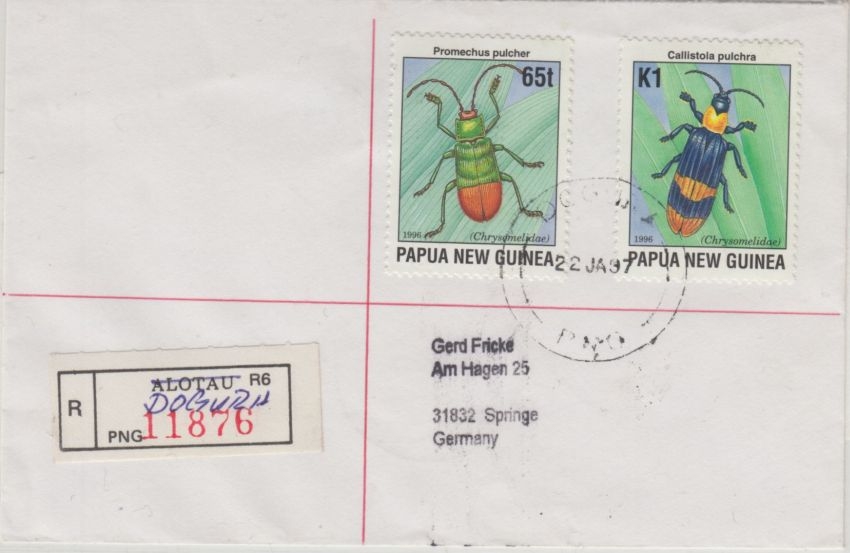 Promechus pulcher
65t
1996
(Chrysomelidae)
PAPUA NEW GUINEA
Callistola pulchra
K1
1996
(Chrysomelidae)
PAPUA NEW GUINEA
DOGURA
22 JA 97
PNG
R
ALOTAU R6
DOGURA
PNG 11876
Gerd Fricke
Am Hagen 25
31832 Springe
Germany